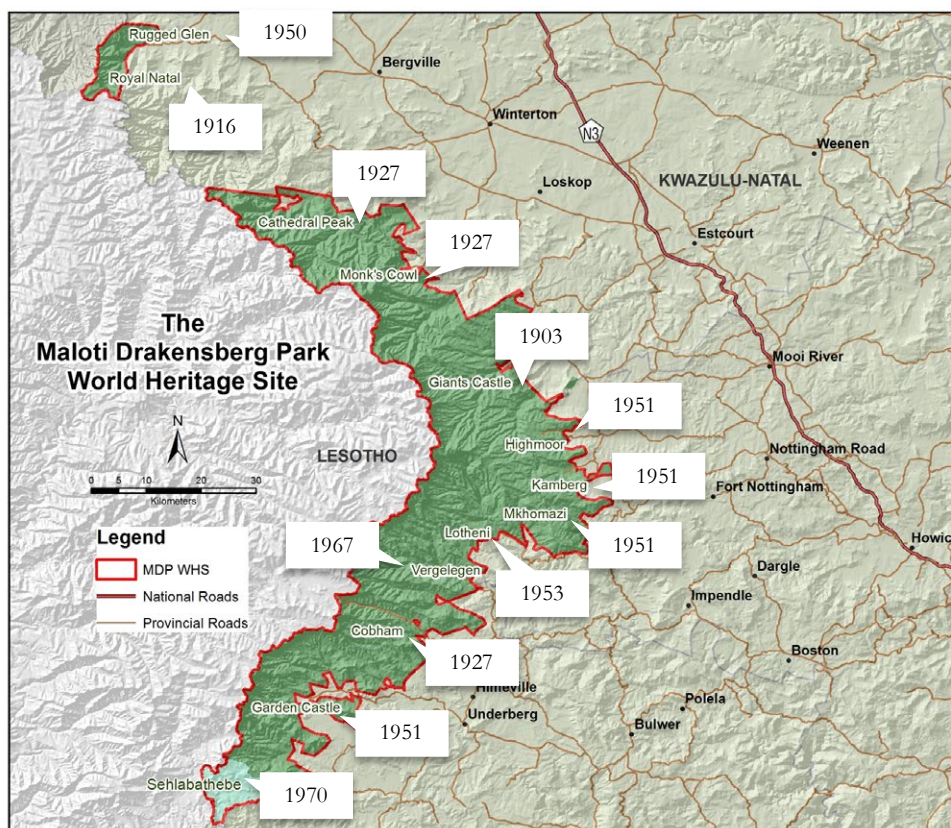 Rugged Glen
1950
Bergville
Royal Natal
1916
Winterton
N3
Weenen
1927
Loskop
KWAZULU-NATAL
Cathedral Peak
1927
Estcourt
Monk's Cowl
The
Maloti Drakensberg Park
World Heritage Site
1903
Mooi River
Giants Castle
1951
N
Highmoor
LESOTHO
Nottingham Road
1951
Kamberg
Fort Nottingham
0 5 10 20 30
Kilometers
Mkhomazi
1951
Lotheni
Legend
MDP WHS
National Roads
Provincial Roads
1967
Howic
Vergelegen
1953
Dargle
Impendle
Cobham
1927
Boston
Garden Castle
1951
Underberg
Polela
Bulwer
Sehlabathebe
1970